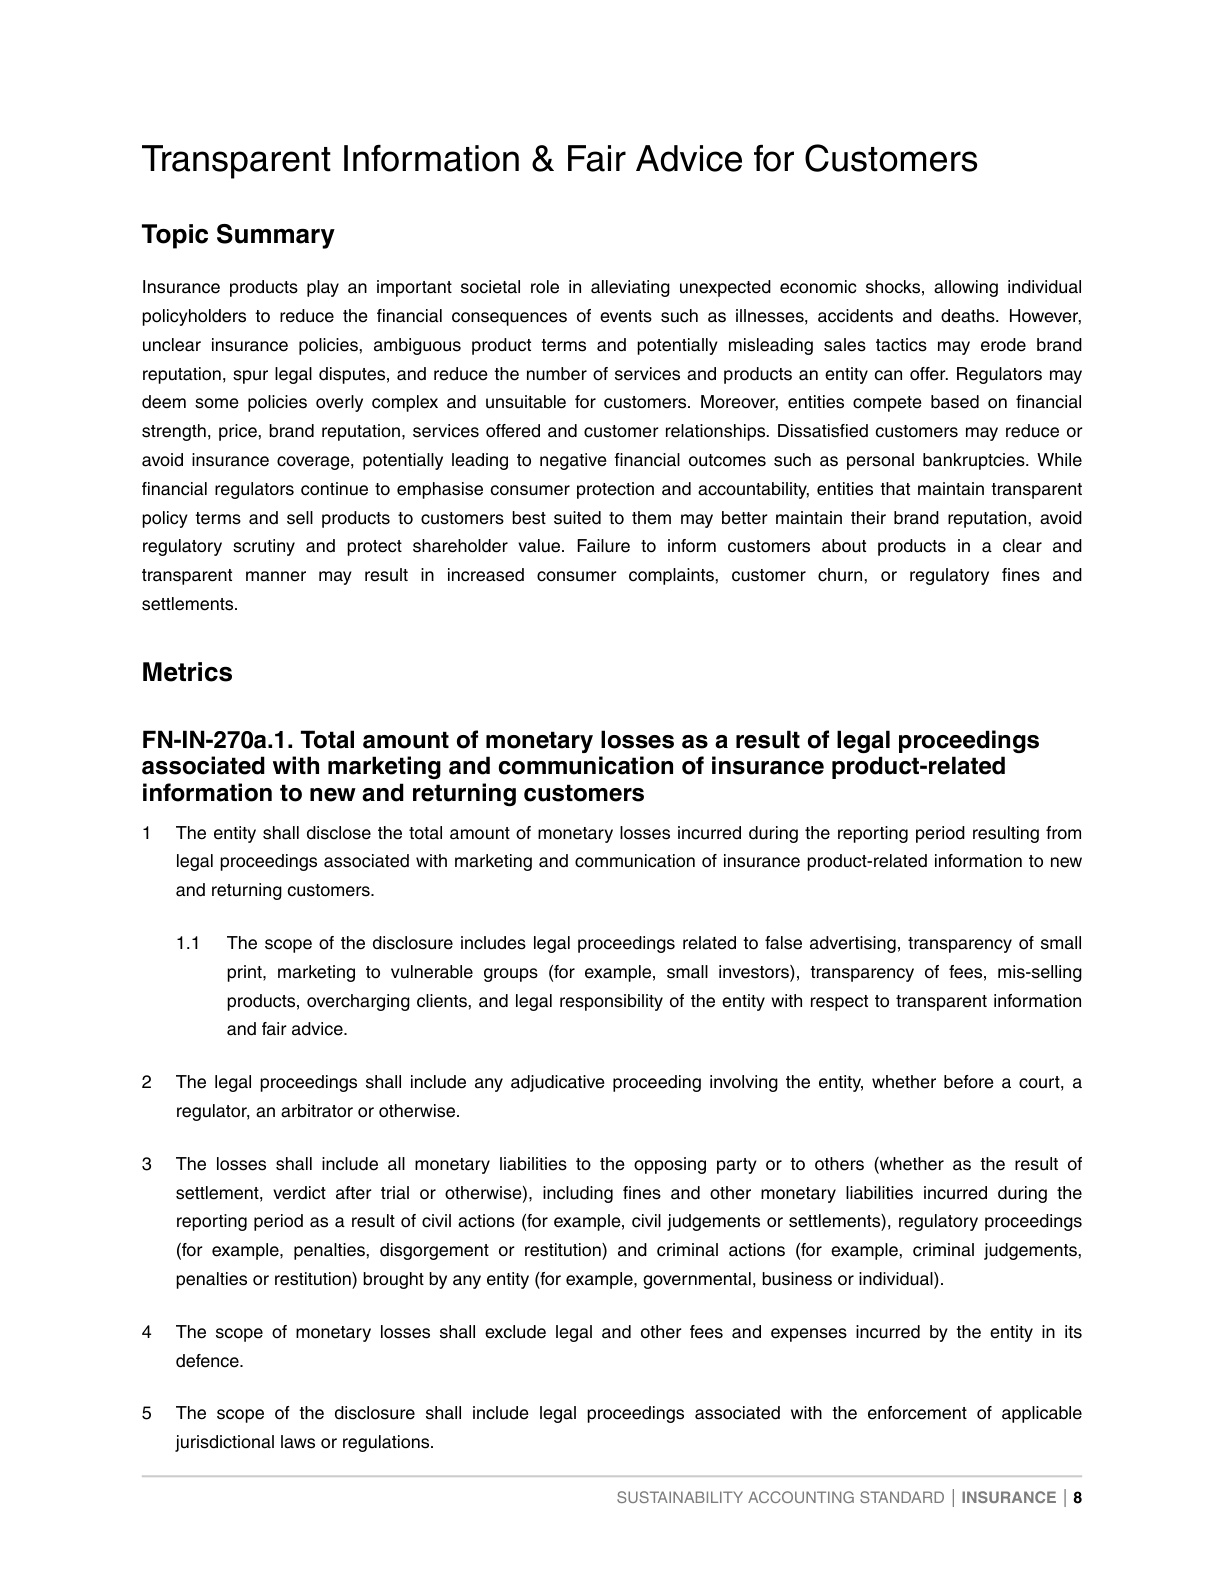 Transparent Information & Fair Advice for Customers
Topic Summary
Insurance products play an important societal role in alleviating unexpected economic shocks, allowing individual
policyholders to reduce the financial consequences of events such as illnesses, accidents and deaths. However,
unclear insurance policies, ambiguous product terms and potentially misleading sales tactics may erode brand
reputation, spur legal disputes, and reduce the number of services and products an entity can offer. Regulators may
deem some policies overly complex and unsuitable for customers. Moreover, entities compete based on financial
strength, price, brand reputation, services offered and customer relationships. Dissatisfied customers may reduce or
avoid insurance coverage, potentially leading to negative financial outcomes such as personal bankruptcies. While
financial regulators continue to emphasise consumer protection and accountability, entities that maintain transparent
policy terms and sell products to customers best suited to them may better maintain their brand reputation, avoid
regulatory scrutiny and protect shareholder value. Failure to inform customers about products in a clear and
transparent manner may result in increased consumer complaints, customer churn, or regulatory fines and
settlements.
Metrics
FN-IN-270a.1. Total amount of monetary losses as a result of legal proceedings
associated with marketing and communication of insurance product-related
information to new and returning customers
1 The entity shall disclose the total amount of monetary losses incurred during the reporting period resulting from
legal proceedings associated with marketing and communication of insurance product-related information to new
and returning customers.
1.1 The scope of the disclosure includes legal proceedings related to false advertising, transparency of small
print, marketing to vulnerable groups (for example, small investors), transparency of fees, mis-selling
products, overcharging clients, and legal responsibility of the entity with respect to transparent information
and fair advice.
2 The legal proceedings shall include any adjudicative proceeding involving the entity, whether before a court, a
regulator, an arbitrator or otherwise.
3 The losses shall include all monetary liabilities to the opposing party or to others (whether as the result of
settlement, verdict after trial or otherwise), including fines and other monetary liabilities incurred during the
reporting period as a result of civil actions (for example, civil judgements or settlements), regulatory proceedings
(for example, penalties, disgorgement or restitution) and criminal actions (for example, criminal judgements,
penalties or restitution) brought by any entity (for example, governmental, business or individual).
4 The scope of monetary losses shall exclude legal and other fees and expenses incurred by the entity in its
defence.
5 The scope of the disclosure shall include legal proceedings associated with the enforcement of applicable
jurisdictional laws or regulations.
SUSTAINABILITY ACCOUNTING STANDARD | INSURANCE | 8